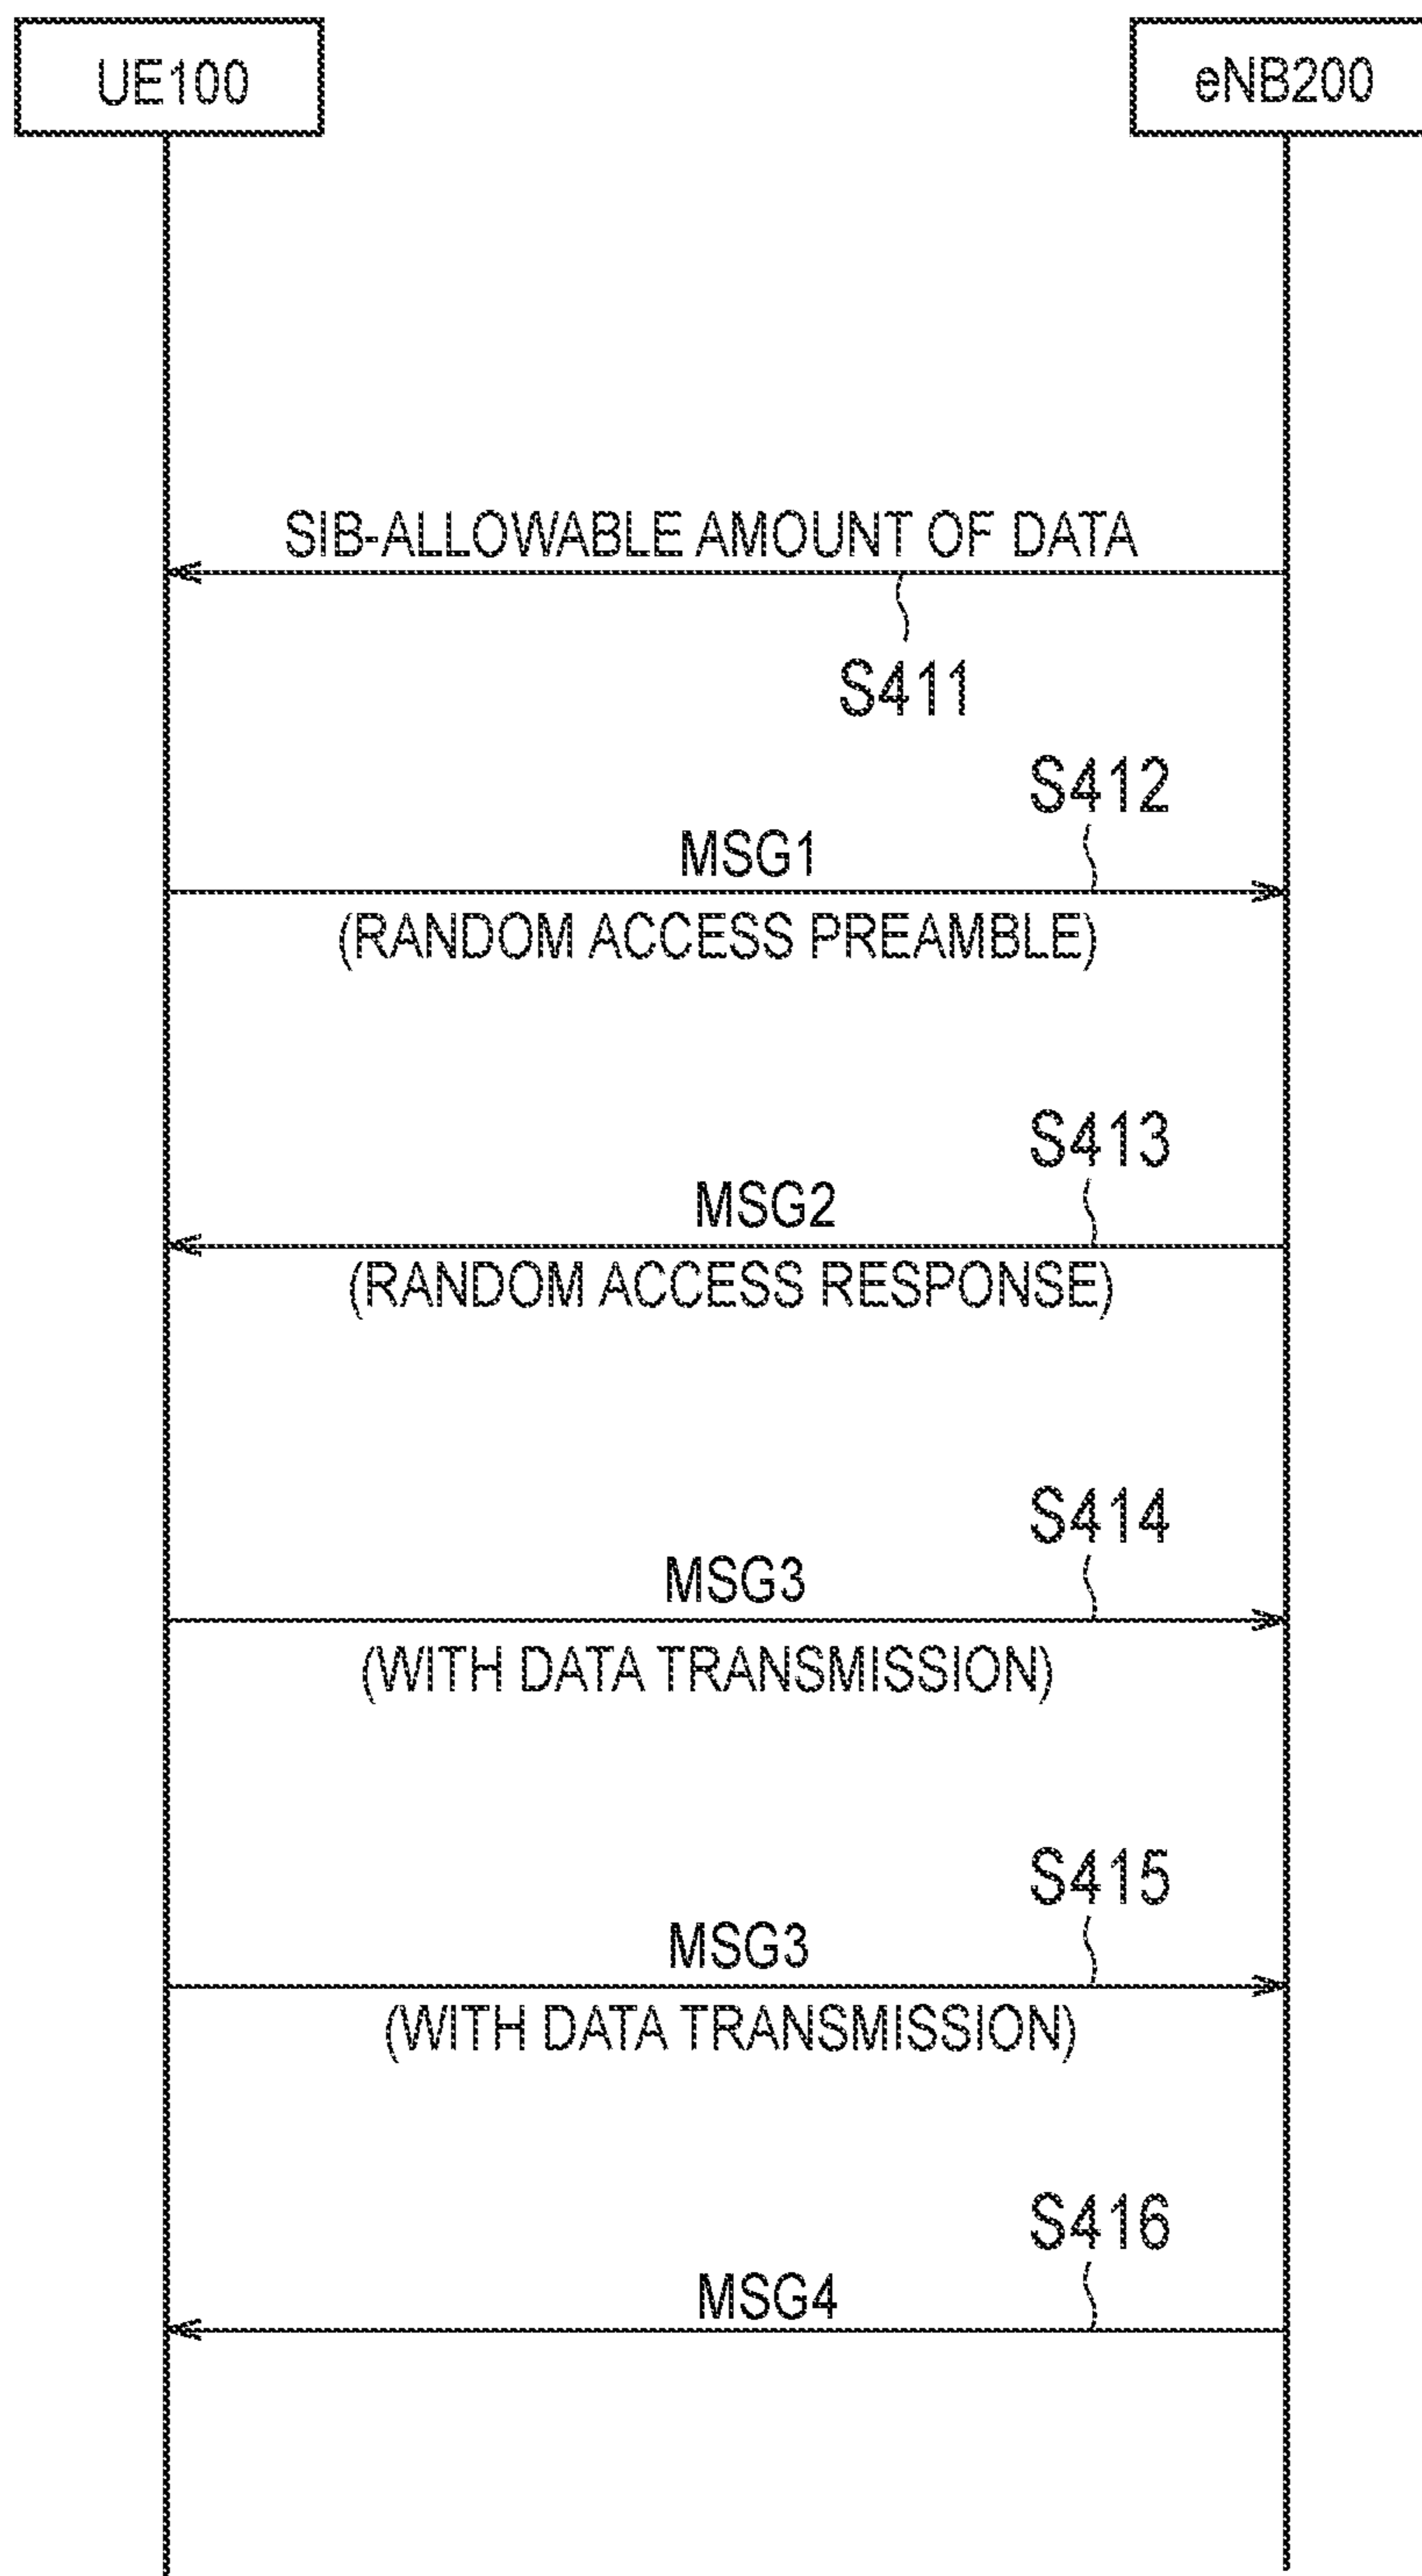 UE100
eNB200
SIB-ALLOWABLE AMOUNT OF DATA
S411
S412
MSG1
(RANDOM ACCESS PREAMBLE)
S413
MSG2
(RANDOM ACCESS RESPONSE)
S414
MSG3
(WITH DATA TRANSMISSION)
S415
MSG3
(WITH DATA TRANSMISSION)
S416
MSG4